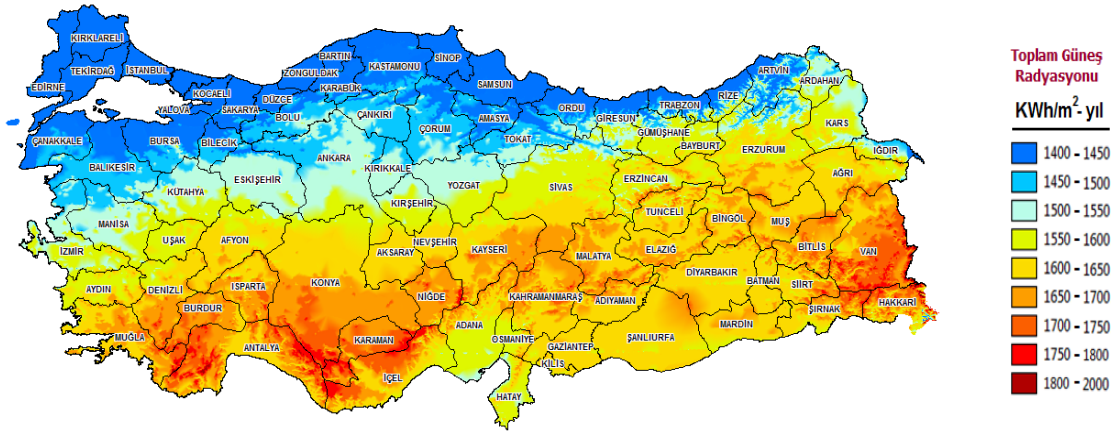 KIRKLARELİ
TEKİRDAĞ
İSTANBUL
EDİRNE
KOCAELİ
YALOVA
SAKARYA
DÜZCE
ZONGULDAK
BARTIN
KARABÜK
KASTAMONU
SİNOP
SAMSUN
BOLU
ÇANKIRI
ÇORUM
AMASYA
TOKAT
ORDU
GİRESUN
TRABZON
RİZE
ARTVİN
ARDAHAN
GÜMÜŞHANE
BAYBURT
ERZURUM
KARS
IĞDIR
AĞRI
ÇANAKKALE
BURSA
BİLECİK
BALIKESİR
KÜTAHYA
ESKİŞEHİR
ANKARA
KIRIKKALE
YOZGAT
KIRŞEHİR
SİVAS
ERZİNCAN
TUNCELİ
BİNGÖL
MUŞ
BİTLİS
VAN
MANİSA
İZMİR
UŞAK
AFYON
AKSARAY
NEVŞEHİR
KAYSERİ
MALATYA
ELAZIĞ
DİYARBAKIR
BATMAN
SİİRT
ŞIRNAK
HAKKARİ
AYDIN
DENİZLİ
ISPARTA
BURDUR
KONYA
NİĞDE
KAHRAMANMARAŞ
ADIYAMAN
MARDİN
MUĞLA
ANTALYA
KARAMAN
İÇEL
ADANA
OSMANİYE
GAZİANTEP
KİLİS
ŞANLIURFA
HATAY
Toplam Güneş
Radyasyonu
KWh/m²- yıl
1400 - 1450
1450 - 1500
1500 - 1550
1550 - 1600
1600 - 1650
1650 - 1700
1700 - 1750
1750 - 1800
1800 - 2000